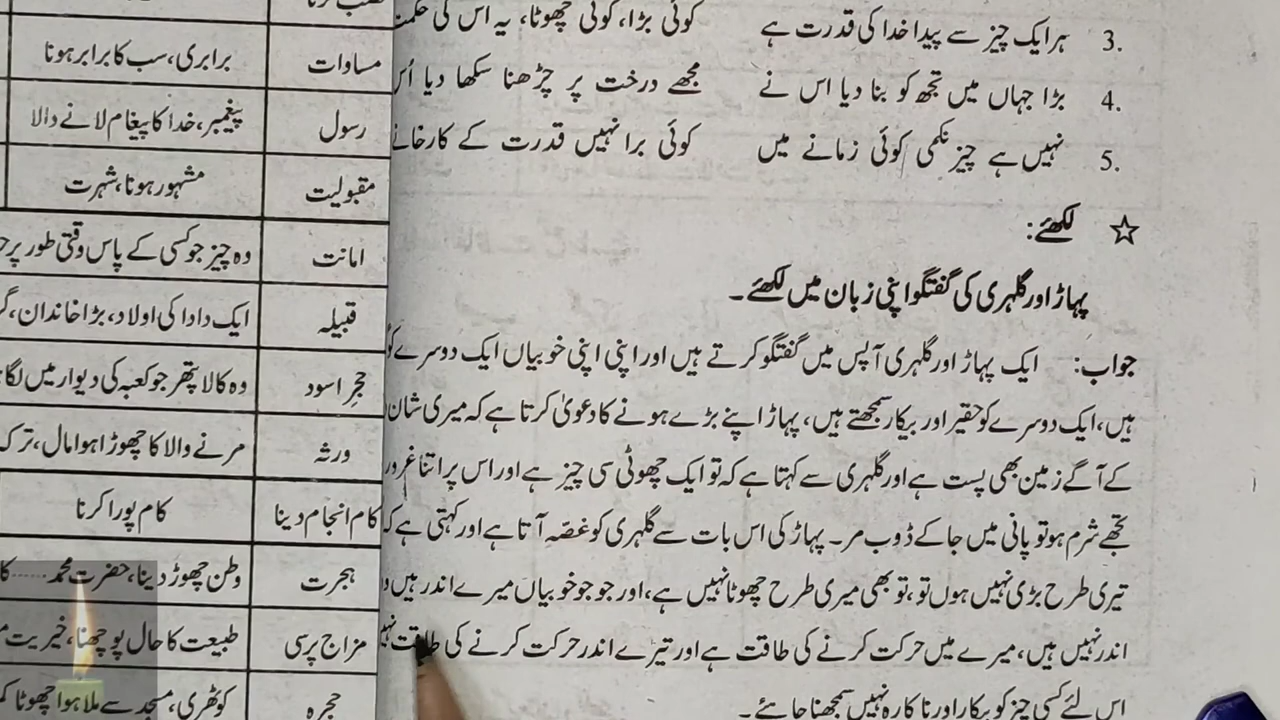 3. ہر ایک چیز سے پیدا خدا کی قدرت ہے کوئی بڑا، کوئی چھوٹا، یہ اس کی
4. بڑا جہاں میں تجھ کو بنا دیا اس نے مجھے درخت پر چڑھنا سکھا دیا
5. نہیں ہے چیز نکمی کوئی زمانے میں کوئی برا نہیں قدرت کے
☆ لکھئے:
پہاڑ اور گلہری کی گفتگو اپنی زبان میں لکھئے۔
جواب: ایک پہاڑ اور گلہری آپس میں گفتگو کرتے ہیں اور اپنی اپنی خوبیاں ایک دوسرے
ہیں، ایک دوسرے کو حقیر اور بیکار سمجھتے ہیں، پہاڑ اپنے بڑے ہونے کا دعویٰ کرتا ہے کہ میری شان
کے آگے زمین بھی پست ہے اور گلہری سے کہتا ہے کہ تو ایک چھوٹی سی چیز ہے اور اس پر اتنا غرور
تجھے شرم ہو تو پانی میں جا کے ڈوب مر۔ پہاڑ کی اس بات سے گلہری کو غصّہ آتا ہے اور کہتی ہے
تیری طرح بڑی نہیں ہوں تو، تو بھی میری طرح چھوٹا نہیں ہے، اور جو جو خوبیاں میرے اندر ہیں
اندر نہیں ہیں، میرے میں حرکت کرنے کی طاقت ہے اور تیرے اندر حرکت کرنے کی طاقت
اس لئے کسی چیز کو بیکار اور ناکارہ نہیں سمجھنا چاہئے۔
مساوات برابری، سب کا برابر ہونا
رسول پیغمبر، خدا کا پیغام لانے والا
مقبولیت مشہور ہونا، شہرت
امانت وہ چیز جو کسی کے پاس وقتی طور پر
قبیلہ ایک دادا کی اولاد، بڑا خاندان،
حجرِ اسود وہ کالا پتھر جو کعبہ کی دیوار میں
ورثہ مرنے والا کا چھوڑا ہوا مال،
کام انجام دینا کام پورا کرنا
ہجرت وطن چھوڑ دینا، حضرت محمد
مزاج پرسی طبیعت کا حال پوچھنا،
حجرہ کوٹھری، مسجد سے ملا ہوا چھوٹا